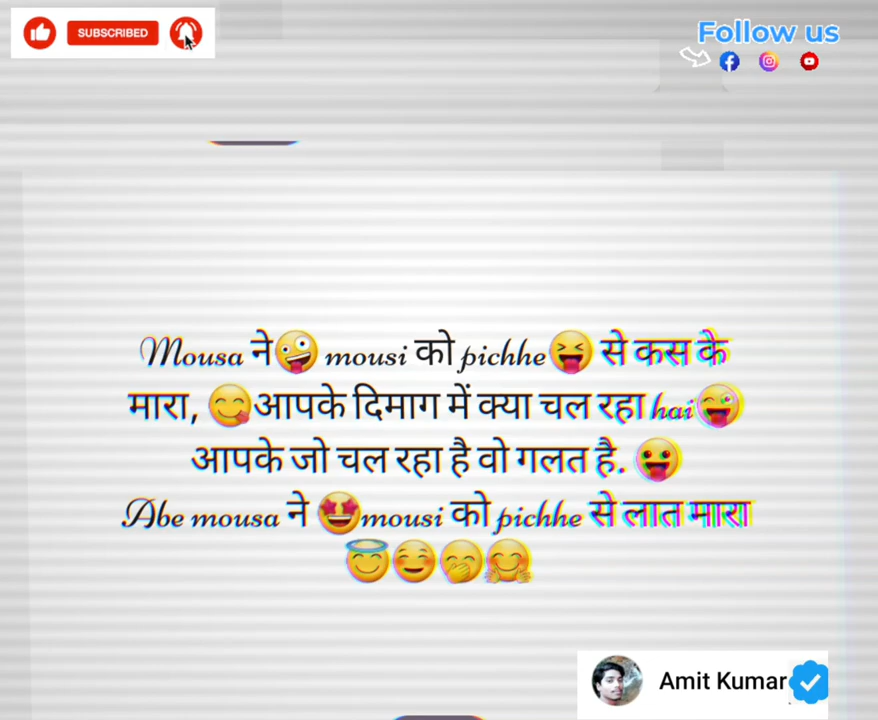 SUBSCRIBED
Follow us
Mousa ने🤪 mousi को pichhe😝 से कस के
मारा, 😋आपके दिमाग में क्या चल रहा hai😜
आपके जो चल रहा है वो गलत है. 😛
Abe mousa ने 🤩mousi को pichhe से लात मारा
😇😊🤭🤗
Amit Kumar